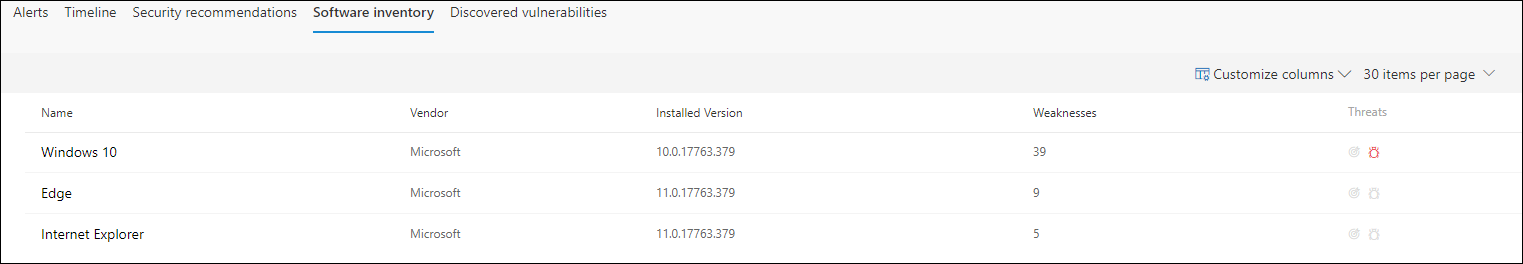 Alerts Timeline Security recommendations Software inventory Discovered vulnerabilities
Customize columns 30 items per page
Name Vendor Installed Version Weaknesses Threats
Windows 10 Microsoft 10.0.17763.379 39
Edge Microsoft 11.0.17763.379 9
Internet Explorer Microsoft 11.0.17763.379 5